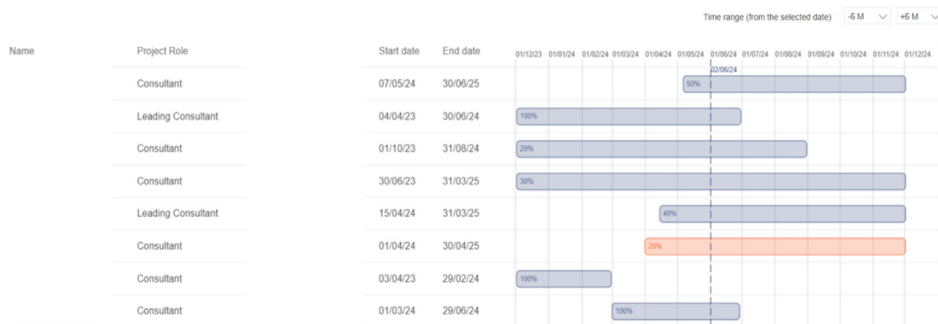 Time range (from the selected date) -6 M +6 M
Name Project Role Start date End date 01/12/23 01/01/24 01/02/24 01/03/24 01/04/24 01/05/24 01/06/24 01/07/24 01/08/24 01/09/24 01/10/24 01/11/24 01/12/24
02/06/24
Consultant 07/05/24 30/06/25 50%
Leading Consultant 04/04/23 30/06/24 100%
Consultant 01/10/23 31/08/24 20%
Consultant 30/06/23 31/03/25 30%
Leading Consultant 15/04/24 31/03/25 40%
Consultant 01/04/24 30/04/25 20%
Consultant 03/04/23 29/02/24 100%
Consultant 01/03/24 29/06/24 100%